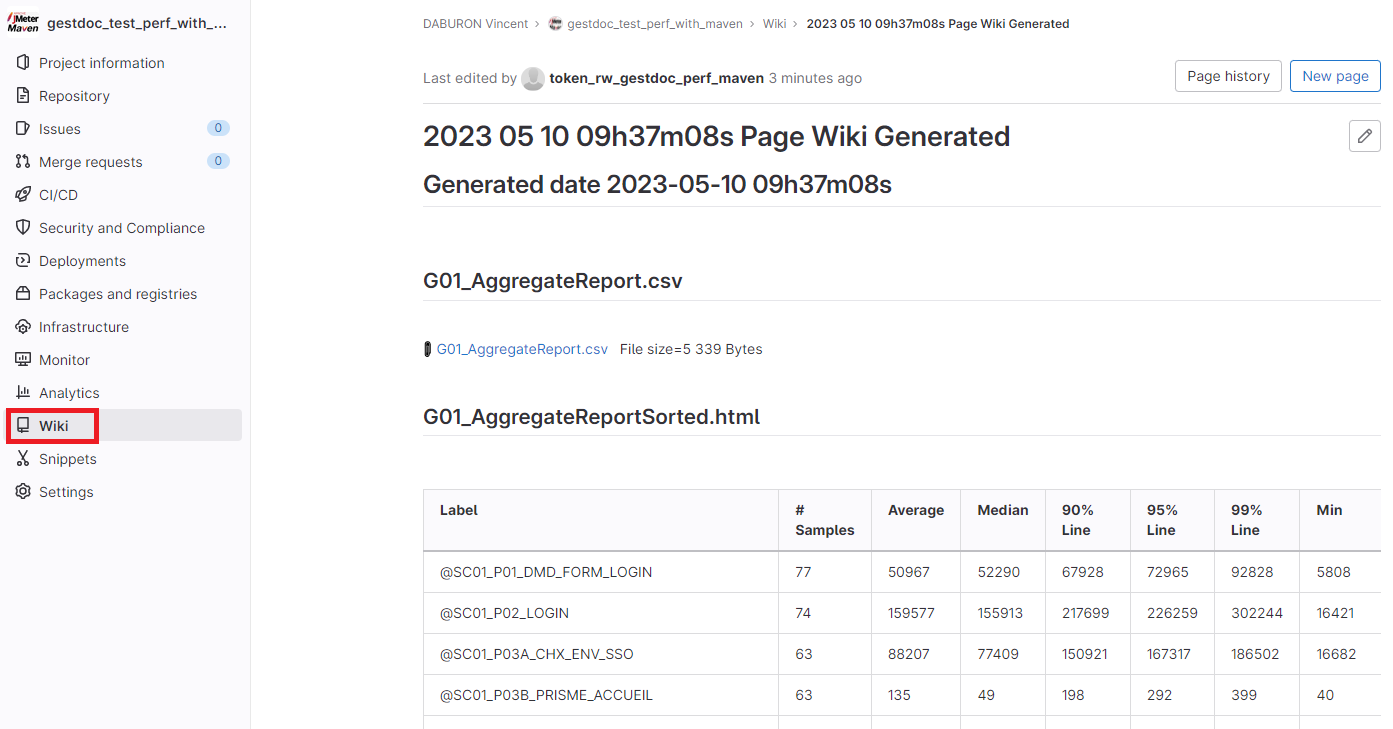 JMeter
Maven
gestdoc_test_perf_with_...
Project information
Repository
Issues 0
Merge requests 0
CI/CD
Security and Compliance
Deployments
Packages and registries
Infrastructure
Monitor
Analytics
Wiki
Snippets
Settings
DABURON Vincent › gestdoc_test_perf_with_maven › Wiki › 2023 05 10 09h37m08s Page Wiki Generated
Last edited by token_rw_gestdoc_perf_maven 3 minutes ago
Page history New page
2023 05 10 09h37m08s Page Wiki Generated
Generated date 2023-05-10 09h37m08s
G01_AggregateReport.csv
G01_AggregateReport.csv File size=5 339 Bytes
G01_AggregateReportSorted.html
Label # Samples Average Median 90% Line 95% Line 99% Line Min
@SC01_P01_DMD_FORM_LOGIN 77 50967 52290 67928 72965 92828 5808
@SC01_P02_LOGIN 74 159577 155913 217699 226259 302244 16421
@SC01_P03A_CHX_ENV_SSO 63 88207 77409 150921 167317 186502 16682
@SC01_P03B_PRISME_ACCUEIL 63 135 49 198 292 399 40